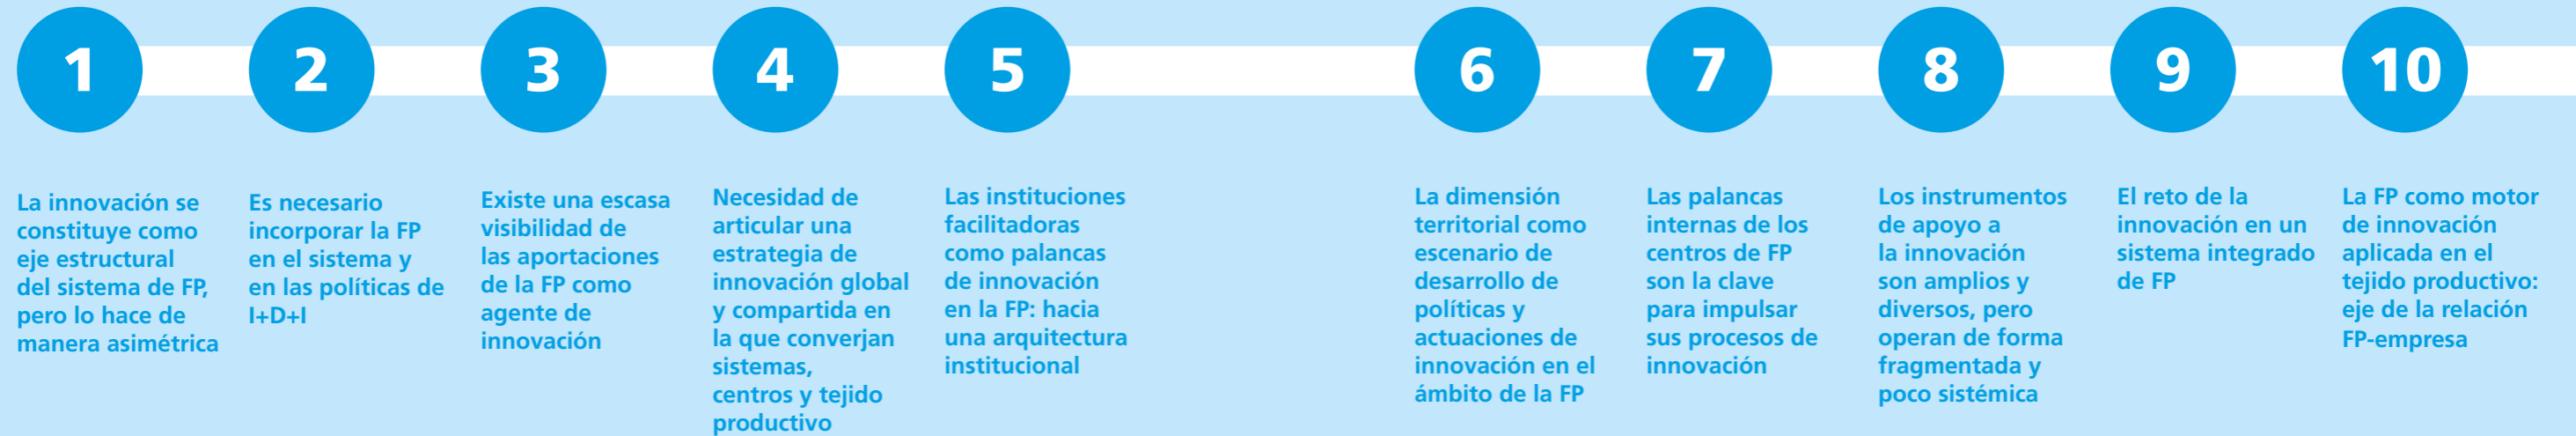 1
La innovación se
constituye como
eje estructural
del sistema de FP,
pero lo hace de
manera asimétrica
2
Es necesario
incorporar la FP
en el sistema y
en las políticas de
I+D+I
3
Existe una escasa
visibilidad de
las aportaciones
de la FP como
agente de
innovación
4
Necesidad de
articular una
estrategia de
innovación global
y compartida en
la que converjan
sistemas,
centros y tejido
productivo
5
Las instituciones
facilitadoras
como palancas
de innovación
en la FP: hacia
una arquitectura
institucional
6
La dimensión
territorial como
escenario de
desarrollo de
políticas y
actuaciones de
innovación en el
ámbito de la FP
7
Las palancas
internas de los
centros de FP
son la clave
para impulsar
sus procesos de
innovación
8
Los instrumentos
de apoyo a
la innovación
son amplios y
diversos, pero
operan de forma
fragmentada y
poco sistémica
9
El reto de la
innovación en un
sistema integrado
de FP
10
La FP como motor
de innovación
aplicada en el
tejido productivo:
eje de la relación
FP-empresa